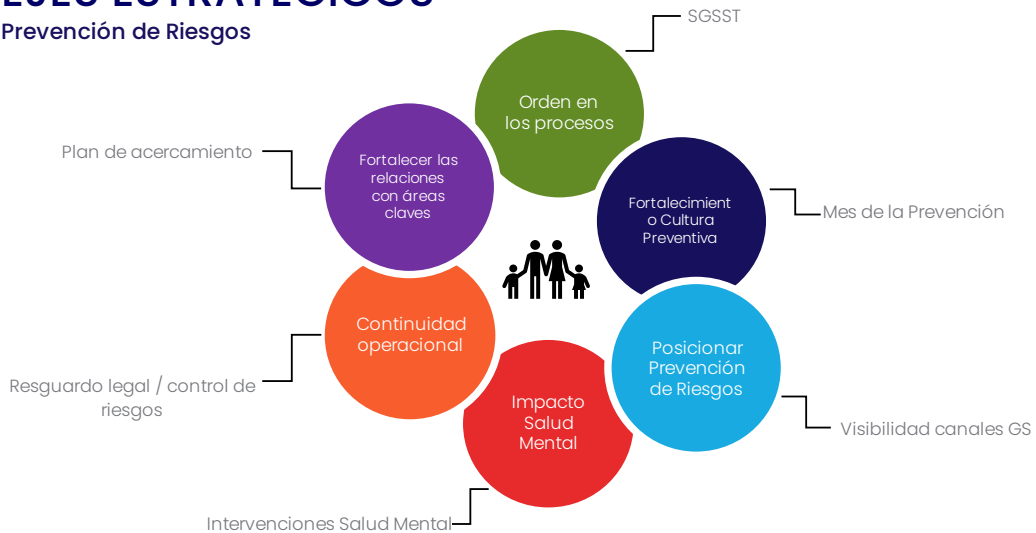 EJES ESTRATÉGICOS
Prevención de Riesgos
SGSST
Orden en
los procesos
Plan de acercamiento
Fortalecer las
relaciones
con áreas
claves
Fortalecimient
o Cultura
Preventiva
Mes de la Prevención
Continuidad
operacional
Posicionar
Prevención
de Riesgos
Resguardo legal / control de
riesgos
Impacto
Salud
Mental
Visibilidad canales GS
Intervenciones Salud Mental